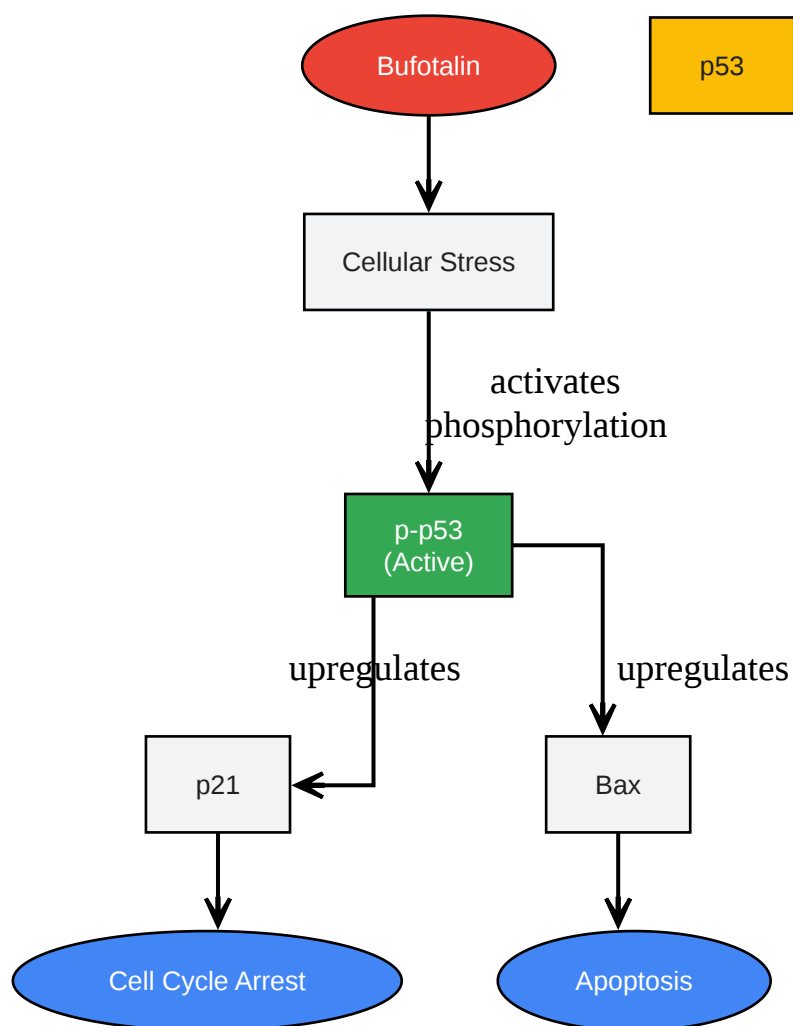 Bufotalin
p53
Cellular Stress
activates
phosphorylation
p-p53
(Active)
upregulates
upregulates
p21
Bax
Cell Cycle Arrest
Apoptosis